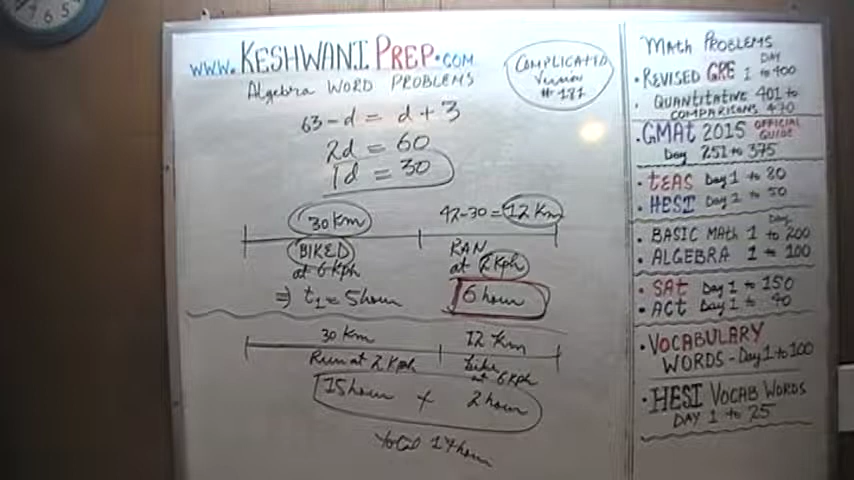 www.KESHWANIPREP.COM
Algebra WORD PROBLEMS
COMPLICATED
Version
# 181
63-d = d+3
2d = 60
1d = 30
30 Km
42-30 = 12 Km
BIKED
at 6 Kph
RAN
at 2 Kph
⇒ t₁ = 5 hour
6 hour
30 Km
12 Km
Run at 2 Kph
bike
at 6 Kph
15 hour + 2 hour
total 17 hour
Math PROBLEMS
• REVISED GRE DAY 1 to 400
• QUANTITATIVE 401 to
COMPARISONS 470
• GMAt 2015 OFFICIAL GUIDE
Day 251 to 375
• tEAS Day 1 to 80
• HESI Day 1 to 50
Day
• BASIC MAth 1 to 200
• ALGEBRA 1 to 100
• SAt Day 1 to 150
• ACt Day 1 to 40
• VOCABULARY
WORDS - Day 1 to 100
• HESI VOCAB WORDS
DAY 1 to 25